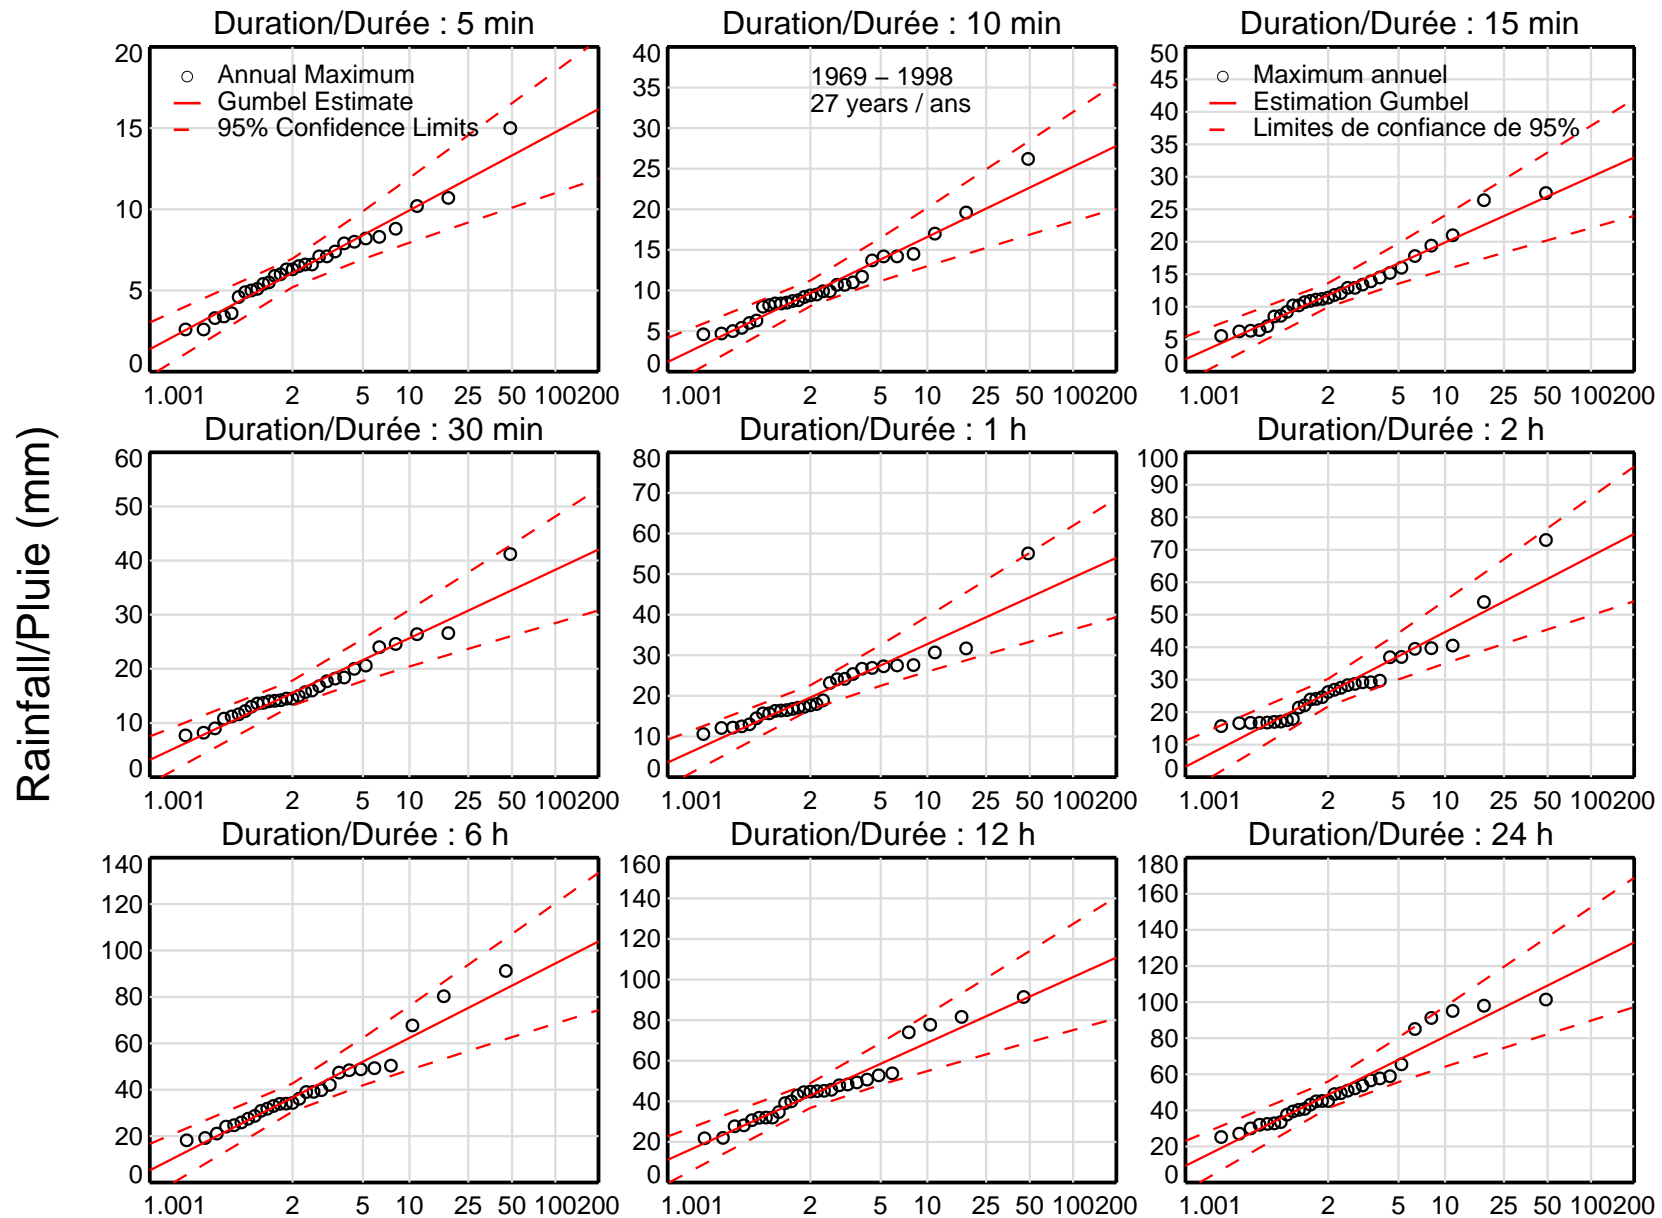 Duration/Durée : 5 min
20
15
10
5
0
○ Annual Maximum
Gumbel Estimate
95% Confidence Limits
1.001 2 5 10 25 50 100200
Duration/Durée : 10 min
40
35
30
25
20
15
10
5
0
1969 – 1998
27 years / ans
1.001 2 5 10 25 50 100200
Duration/Durée : 15 min
50
45
40
35
30
25
20
15
10
5
0
○ Maximum annuel
Estimation Gumbel
Limites de confiance de 95%
1.001 2 5 10 25 50 100200
Rainfall/Pluie (mm)
Duration/Durée : 30 min
60
50
40
30
20
10
0
1.001 2 5 10 25 50 100200
Duration/Durée : 1 h
80
70
60
50
40
30
20
10
0
1.001 2 5 10 25 50 100200
Duration/Durée : 2 h
100
90
80
70
60
50
40
30
20
10
0
1.001 2 5 10 25 50 100200
Duration/Durée : 6 h
140
120
100
80
60
40
20
0
1.001 2 5 10 25 50 100200
Duration/Durée : 12 h
160
140
120
100
80
60
40
20
0
1.001 2 5 10 25 50 100200
Duration/Durée : 24 h
180
160
140
120
100
80
60
40
20
0
1.001 2 5 10 25 50 100200